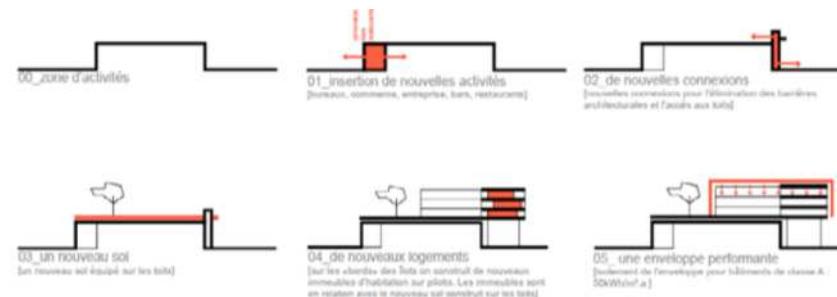 00_zone d'activités
01_insertion de nouvelles activités
[bureaux, commerce, entreprise, bars, restaurants]
02_de nouvelles connexions
[nouvelles connexions pour l'élimination des barrières
architecturales et l'accès aux toits]
03_un nouveau sol
[un nouveau sol équipé sur les toits]
04_de nouveaux logements
[sur les «bords» des îlots on construit de nouveaux
immeubles d'habitation sur pilotis. Les immeubles sont
en relation avec le nouveau sol construit sur les toits]
05_ une enveloppe performante
[isolement de l'enveloppe pour bâtiments de classe A :
50kWh/m².a ]